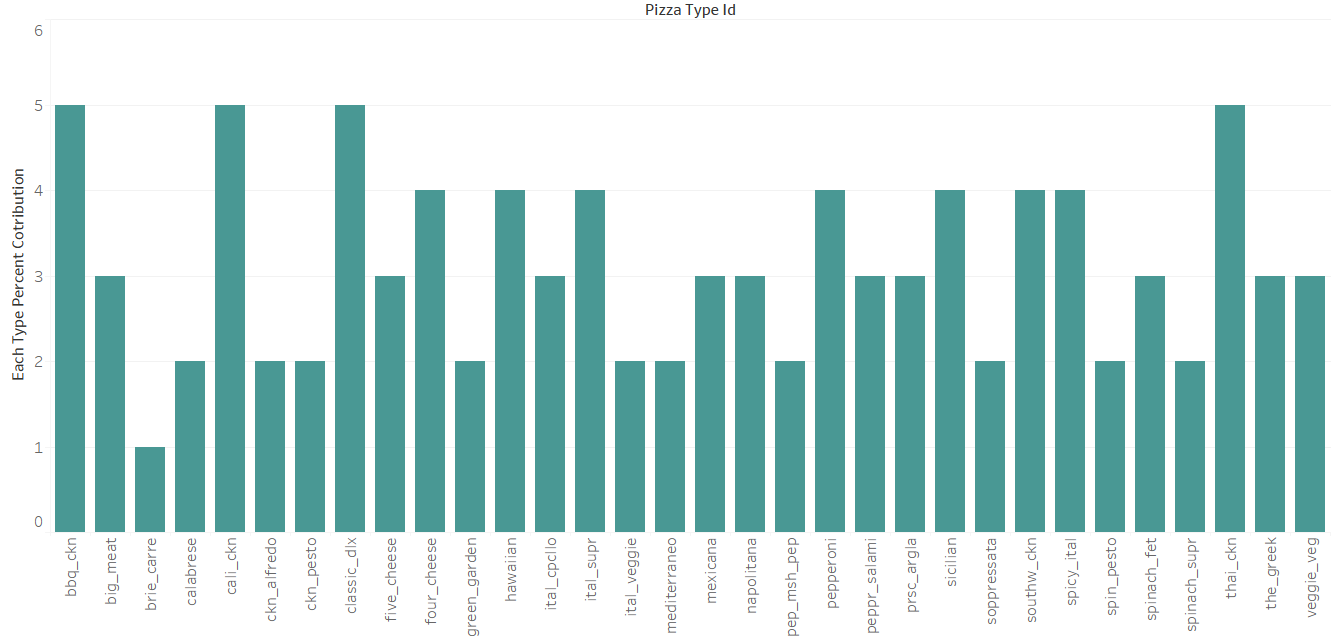 Pizza Type Id
Each Type Percent Cotribution
6
5
4
3
2
1
0
bbq_ckn
big_meat
brie_carre
calabrese
cali_ckn
ckn_alfredo
ckn_pesto
classic_dlx
five_cheese
four_cheese
green_garden
hawaiian
ital_cpcllo
ital_supr
ital_veggie
mediterraneo
mexicana
napolitana
pep_msh_pep
pepperoni
peppr_salami
prsc_argla
sicilian
soppressata
southw_ckn
spicy_ital
spin_pesto
spinach_fet
spinach_supr
thai_ckn
the_greek
veggie_veg